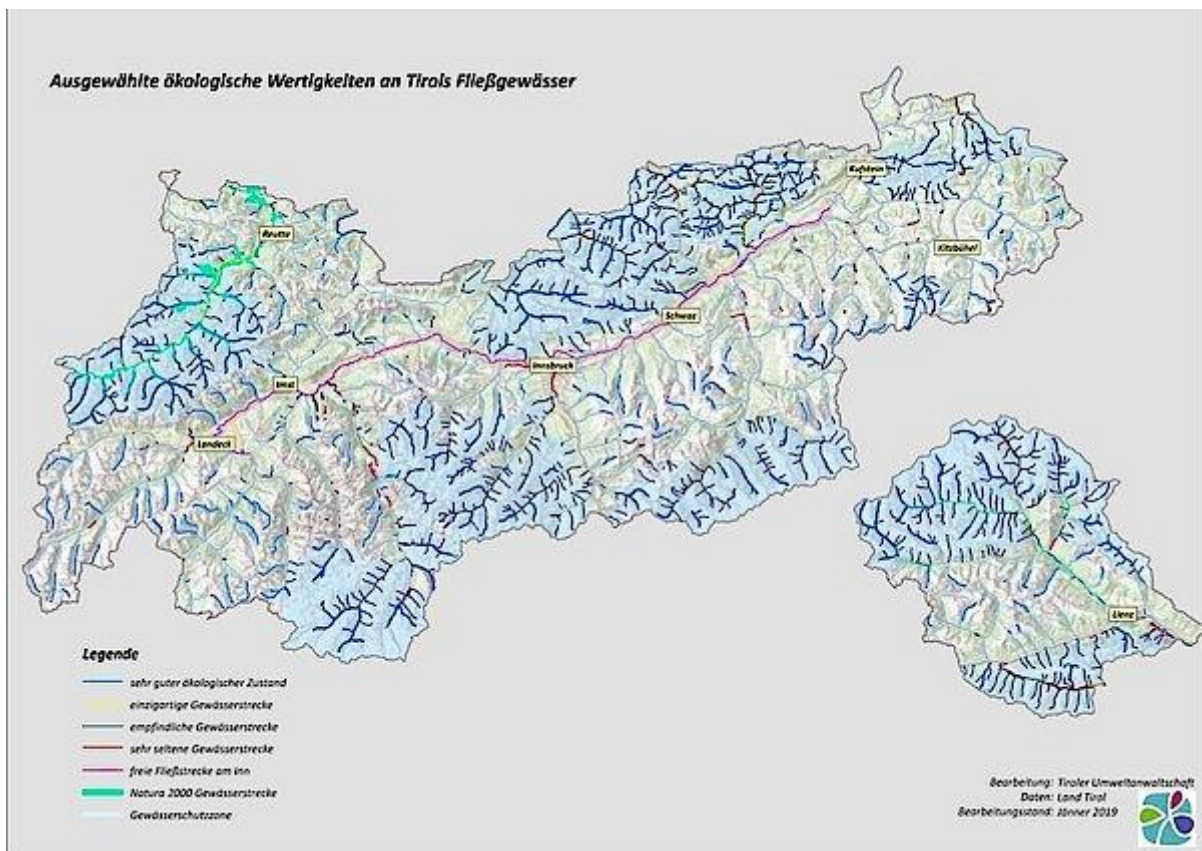 Ausgewählte ökologische Wertigkeiten an Tirols Fließgewässer
Kufstein
Reutte
Kitzbühel
Schwaz
Innsbruck
Imst
Landeck
Lienz
Legende
sehr guter ökologischer Zustand
einzigartige Gewässerstrecke
empfindliche Gewässerstrecke
sehr seltene Gewässerstrecke
freie Fließstrecke am Inn
Natura 2000 Gewässerstrecke
Gewässerschutzzone
Bearbeitung: Tiroler Umweltanwaltschaft
Daten: Land Tirol
Bearbeitungsstand: Jänner 2019